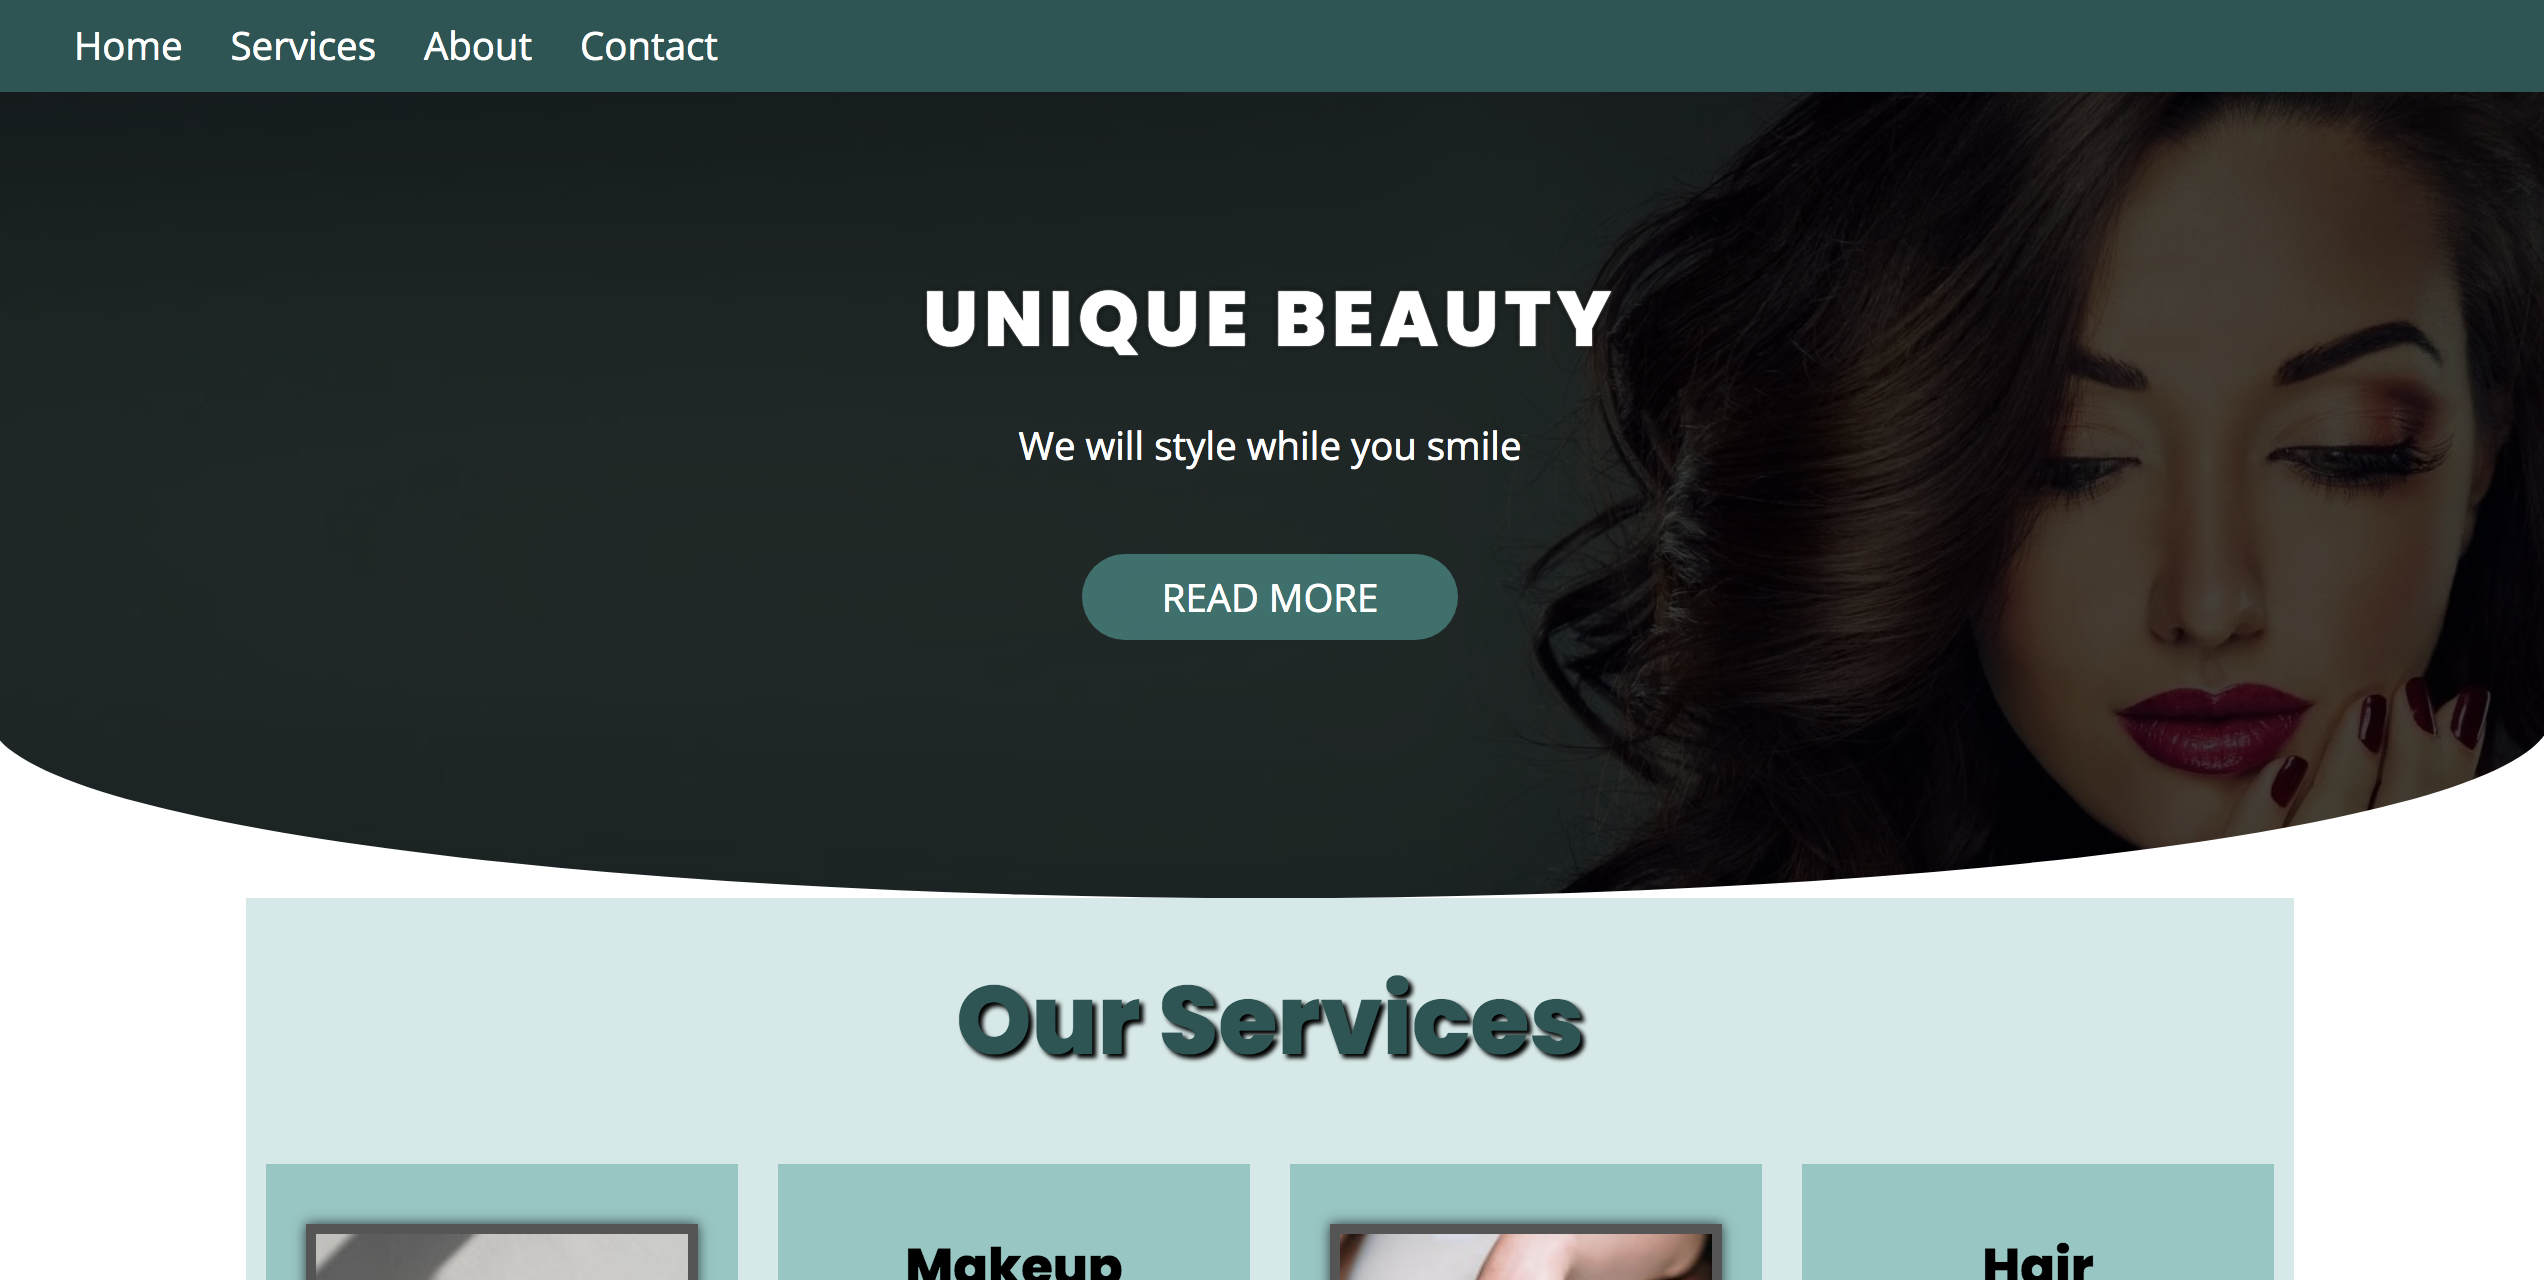 Home Services About Contact
UNIQUE BEAUTY
We will style while you smile
READ MORE
Our Services
Makeup
Hair